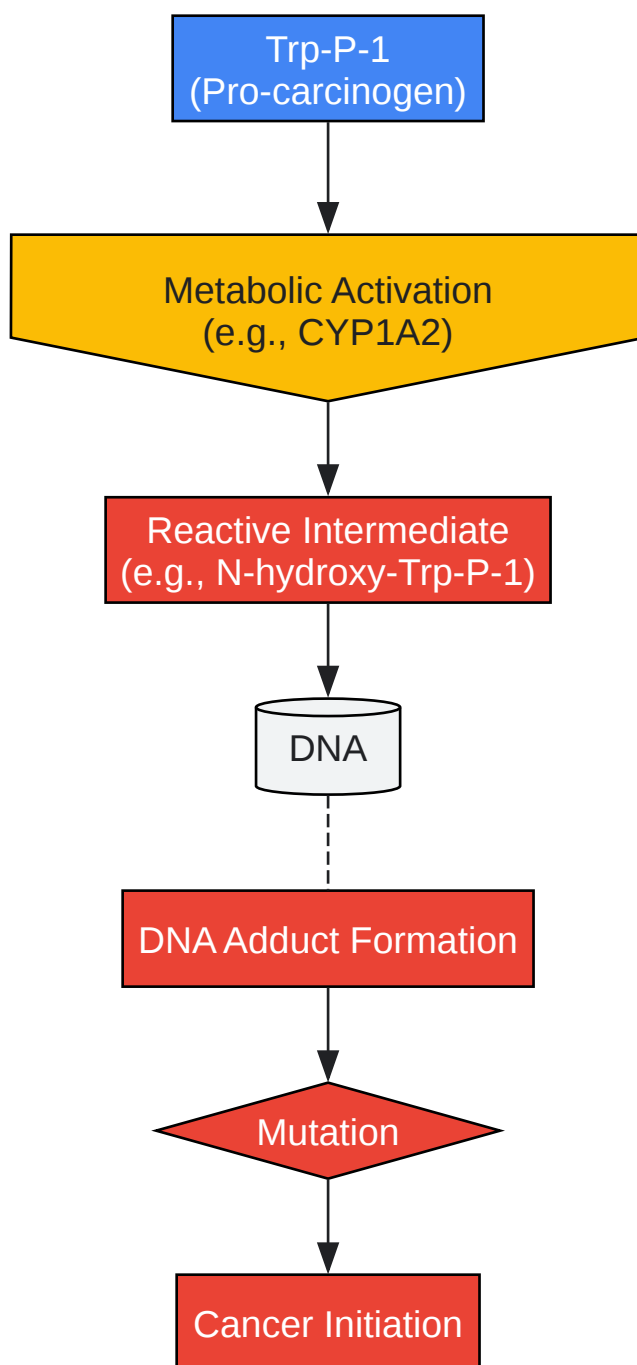 Trp-P-1
(Pro-carcinogen)
Metabolic Activation
(e.g., CYP1A2)
Reactive Intermediate
(e.g., N-hydroxy-Trp-P-1)
DNA
DNA Adduct Formation
Mutation
Cancer Initiation